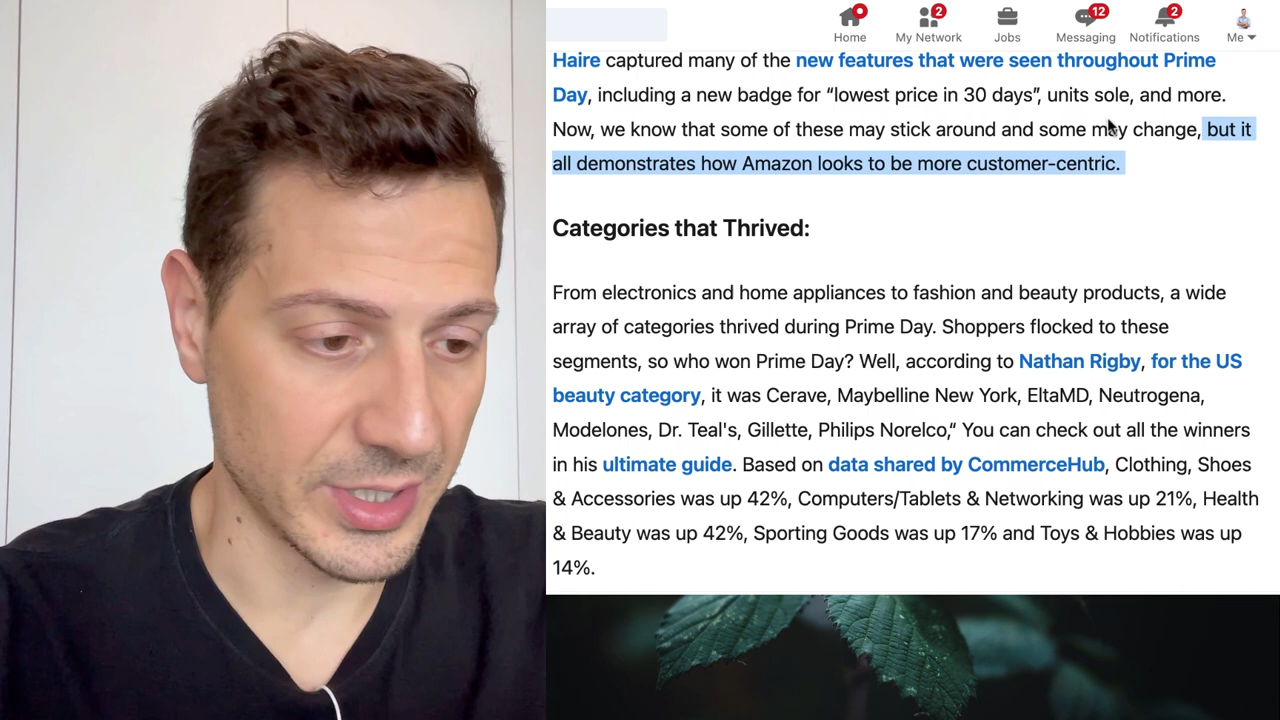 Home
My Network
Jobs
Messaging
Notifications
Me
2
12
2
Haire captured many of the new features that were seen throughout Prime
Day, including a new badge for “lowest price in 30 days”, units sole, and more.
Now, we know that some of these may stick around and some may change, but it
all demonstrates how Amazon looks to be more customer-centric.
Categories that Thrived:
From electronics and home appliances to fashion and beauty products, a wide
array of categories thrived during Prime Day. Shoppers flocked to these
segments, so who won Prime Day? Well, according to Nathan Rigby, for the US
beauty category, it was Cerave, Maybelline New York, EltaMD, Neutrogena,
Modelones, Dr. Teal's, Gillette, Philips Norelco,“ You can check out all the winners
in his ultimate guide. Based on data shared by CommerceHub, Clothing, Shoes
& Accessories was up 42%, Computers/Tablets & Networking was up 21%, Health
& Beauty was up 42%, Sporting Goods was up 17% and Toys & Hobbies was up
14%.